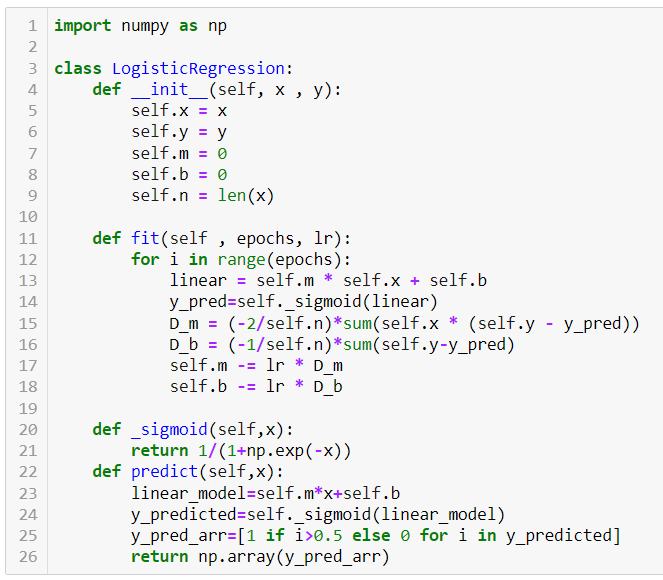 1 import numpy as np
2
3 class LogisticRegression:
4     def __init__(self, x , y):
5         self.x = x
6         self.y = y
7         self.m = 0
8         self.b = 0
9         self.n = len(x)
10
11     def fit(self , epochs, lr):
12         for i in range(epochs):
13             linear = self.m * self.x + self.b
14             y_pred=self._sigmoid(linear)
15             D_m = (-2/self.n)*sum(self.x * (self.y - y_pred))
16             D_b = (-1/self.n)*sum(self.y-y_pred)
17             self.m -= lr * D_m
18             self.b -= lr * D_b
19
20     def _sigmoid(self,x):
21         return 1/(1+np.exp(-x))
22     def predict(self,x):
23         linear_model=self.m*x+self.b
24         y_predicted=self._sigmoid(linear_model)
25         y_pred_arr=[1 if i>0.5 else 0 for i in y_predicted]
26         return np.array(y_pred_arr)